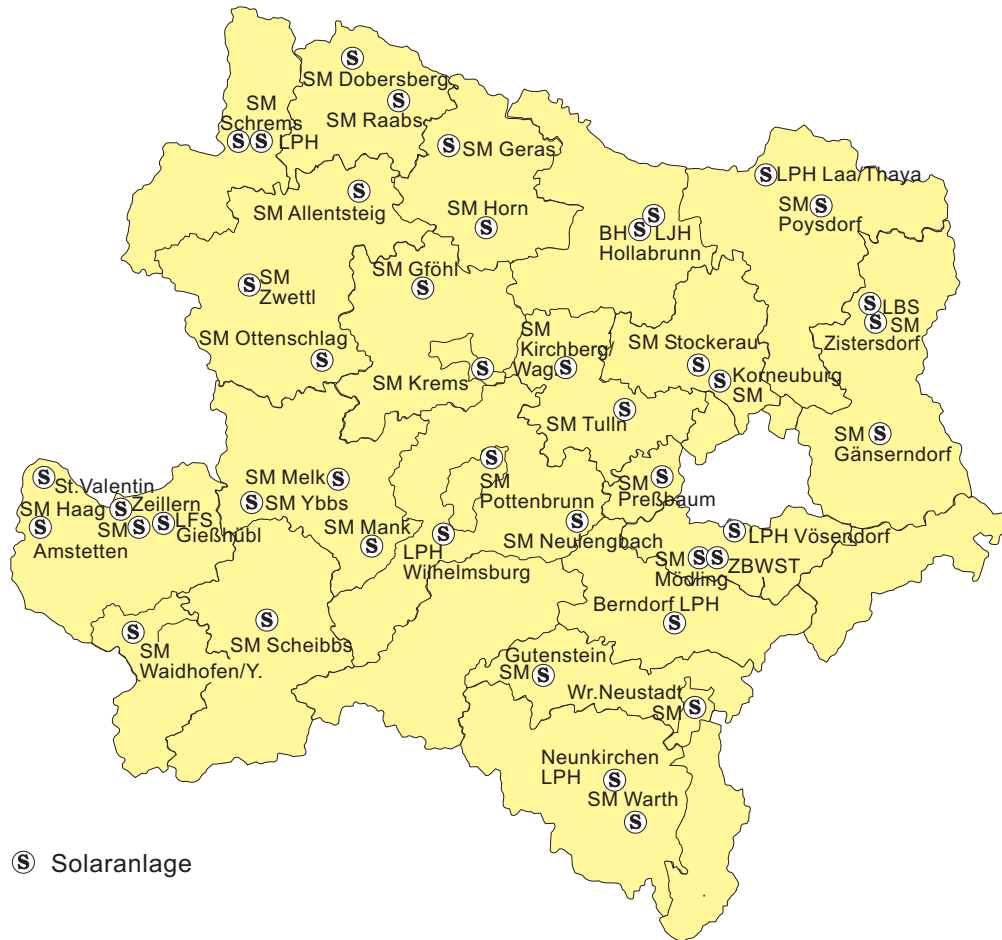 SM Dobersberg
SM Raabs
SM
Schrems
LPH
SM Geras
LPH Laa/Thaya
SM
Poysdorf
SM Allentsteig
SM Horn
BH
LJH
Hollabrunn
SM
Zwettl
SM Gföhl
LBS
SM
Zistersdorf
SM Ottenschlag
SM
Kirchberg/
Wag.
SM Stockerau
Korneuburg
SM
SM Krems
SM Tulln
SM
Gänserndorf
St.Valentin
SM Haag
Amstetten
Zeillern
SM
LFS
Gießhübl
SM Melk
SM Ybbs
SM Mank
SM
Pottenbrunn
SM
Preßbaum
LPH
Wilhelmsburg
SM Neulengbach
LPH Vösendorf
SM
Mödling
ZBWST
Berndorf LPH
SM
Waidhofen/Y.
SM Scheibbs
Gutenstein
SM
Wr.Neustadt
SM
Neunkirchen
LPH
SM Warth
S Solaranlage